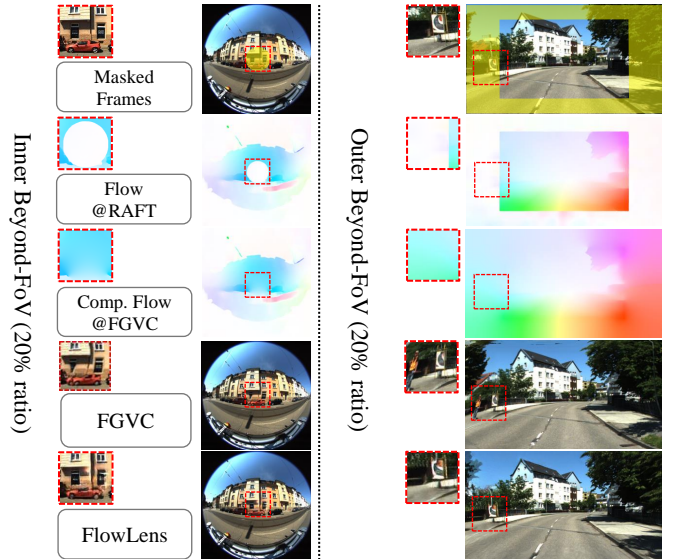 Inner Beyond-FoV (20% ratio)
Masked
Frames
Flow
@RAFT
Comp. Flow
@FGVC
FGVC
FlowLens
Outer Beyond-FoV (20% ratio)